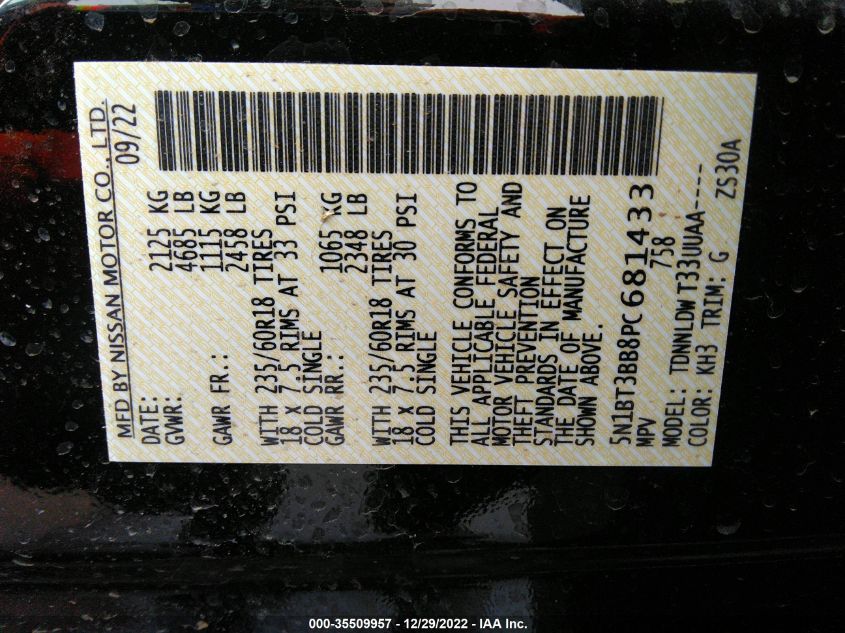 MFD BY NISSAN MOTOR CO., LTD.
DATE: 09/22
GVWR: 2125 KG
4685 LB
GAWR FR.: 1115 KG
2458 LB
WITH 235/60R18 TIRES
18 X 7.5 RIMS AT 33 PSI
COLD SINGLE
GAWR RR.: 1065 KG
2348 LB
WITH 235/60R18 TIRES
18 X 7.5 RIMS AT 30 PSI
COLD SINGLE
THIS VEHICLE CONFORMS TO
ALL APPLICABLE FEDERAL
MOTOR VEHICLE SAFETY AND
THEFT PREVENTION
STANDARDS IN EFFECT ON
THE DATE OF MANUFACTURE
SHOWN ABOVE.
5N1BT3BB8PC681433
MPV 758
MODEL: TDNNLDW T33UUAA----
COLOR: KH3 TRIM: G ZS30A
000-35509957 - 12/29/2022 - IAA Inc.